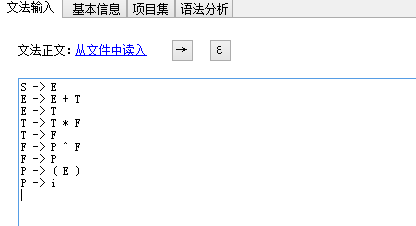 文法输入 基本信息 项目集 语法分析
文法正文: 从文件中读入 → ε
S -> E
E -> E + T
E -> T
T -> T * F
T -> F
F -> P ^ F
F -> P
P -> ( E )
P -> i